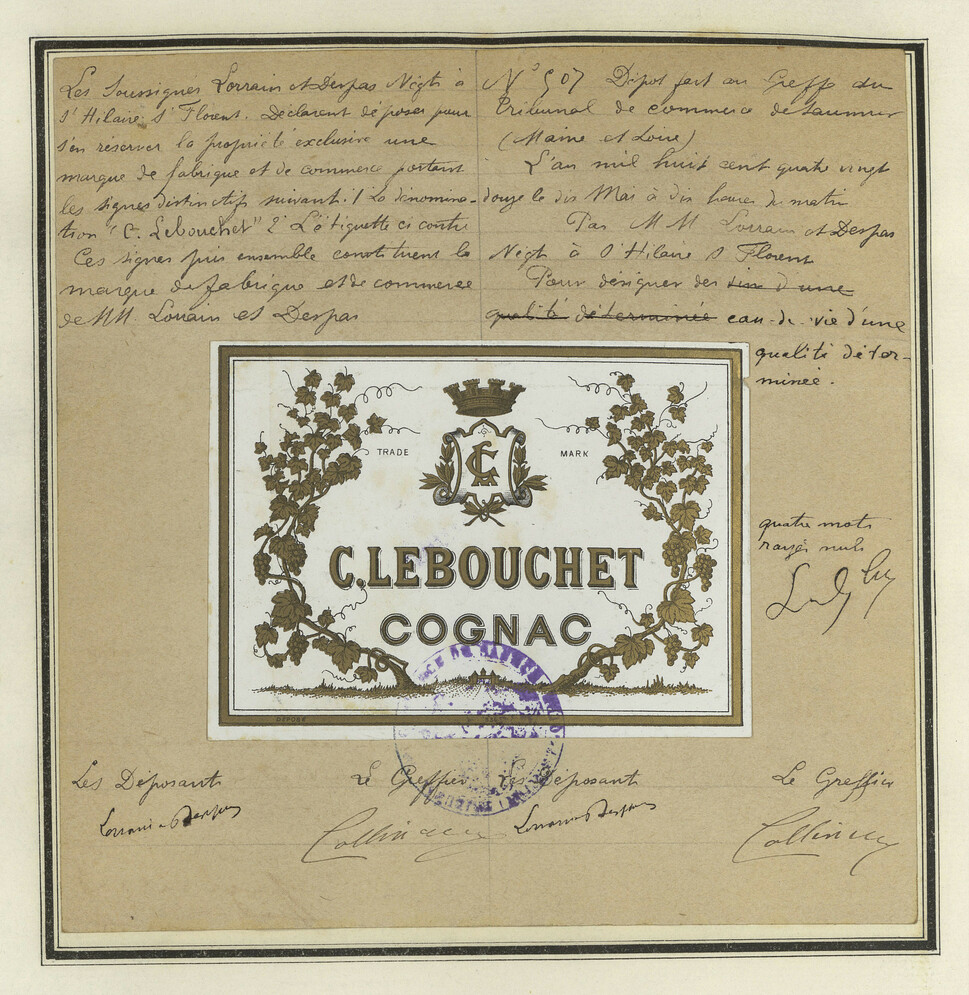 Les Soussignés Lorrain et Despas Négts à
St Hilaire St Florent. Déclarent déposer pour
s'en réserver la propriété exclusive une
marque de fabrique et de commerce portant
les signes distinctifs suivant. 1 La dénomina-
tion "C. Lebouchet" 2° L'étiquette ci contre
Ces signes pris ensemble constituent la
marque de fabrique et de commerce
de MM. Lorrain et Despas
N° 507 Dépot fait au Greffe du
Tribunal de commerce de Saumur
(Maine et Loire)
L'an mil huit cent quatre vingt
douze le dix Mai à dix heures du matin
Par MM Lorrain et Despas
Négts à St Hilaire St Florent
Pour désigner des vin d'une
qualité déterminée eau-de-vie d'une
qualité déter-
minée.
TRADE MARK
C
C.LEBOUCHET
COGNAC
DÉPOSÉ
quatre mots
rayés nuls
Les Déposants
Le Greffier
Les Déposants
Le Greffier
Lorrain & Despas
Lorrain & Despas